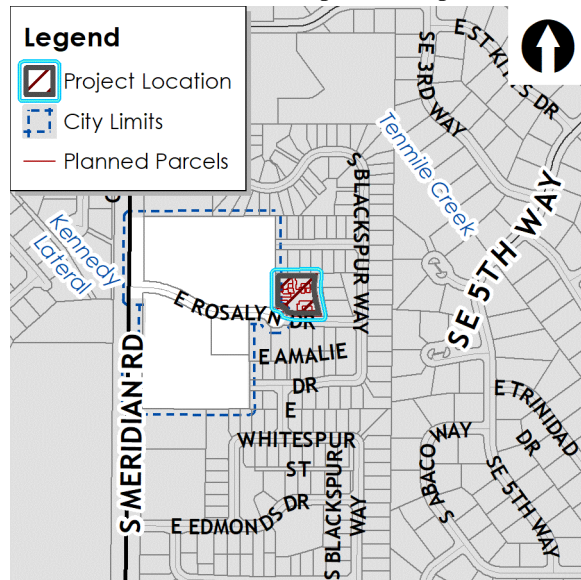 Legend
Project Location
City Limits
Planned Parcels
E ST KITTS DR
SE 3RD WAY
Tenmile Creek
S BLACKSPUR WAY
Kennedy
Lateral
SE 5TH WAY
E ROSALYN DR
S MERIDIAN RD
E AMALIE
DR
E
WHITESPUR
ST
E TRINIDAD
DR
S ABACO WAY
SE 5TH WAY
S BLACKSPUR
WAY
E EDMONDS DR